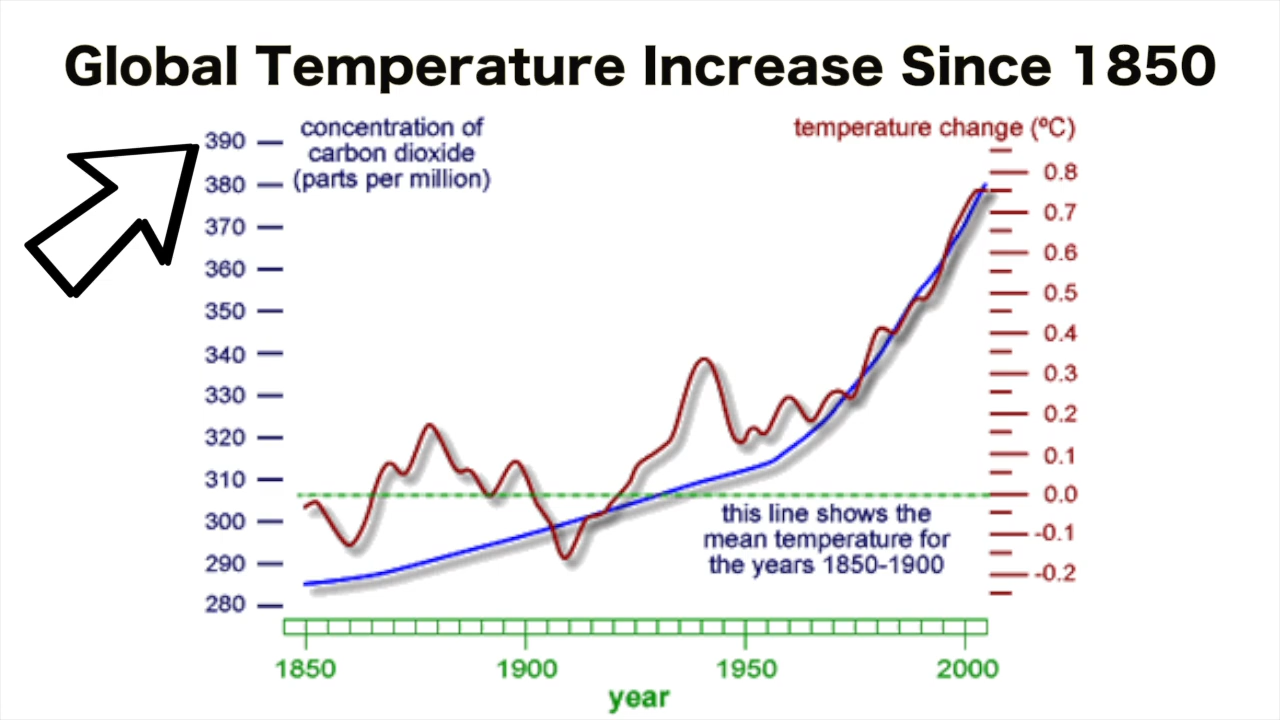 Global Temperature Increase Since 1850
concentration of
carbon dioxide
(parts per million)
temperature change (ºC)
390
380
370
360
350
340
330
320
310
300
290
280
0.8
0.7
0.6
0.5
0.4
0.3
0.2
0.1
0.0
-0.1
-0.2
this line shows the
mean temperature for
the years 1850-1900
1850 1900 1950 2000
year